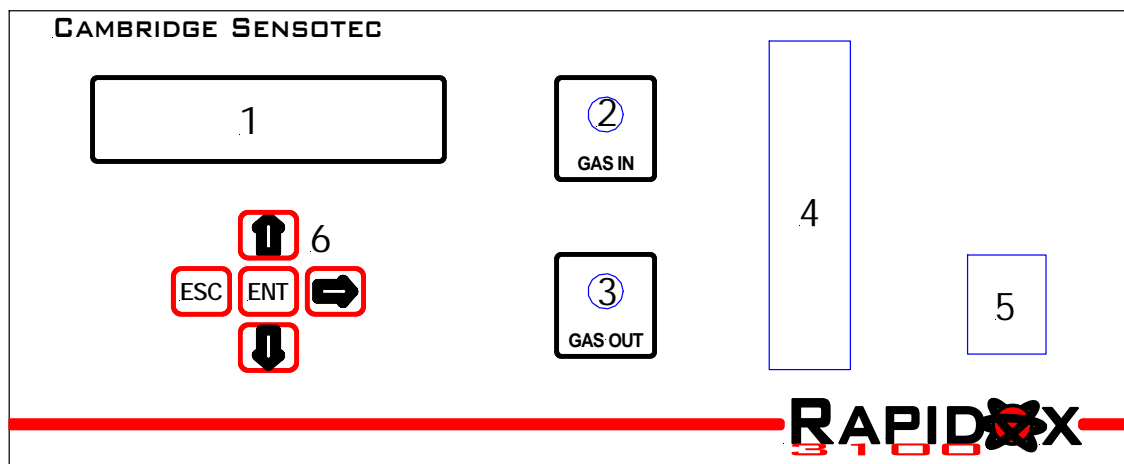 CAMBRIDGE SENSOTEC
1
2
GAS IN
4
6
ESC ENT
3
GAS OUT
5
RAPIDOX
3100